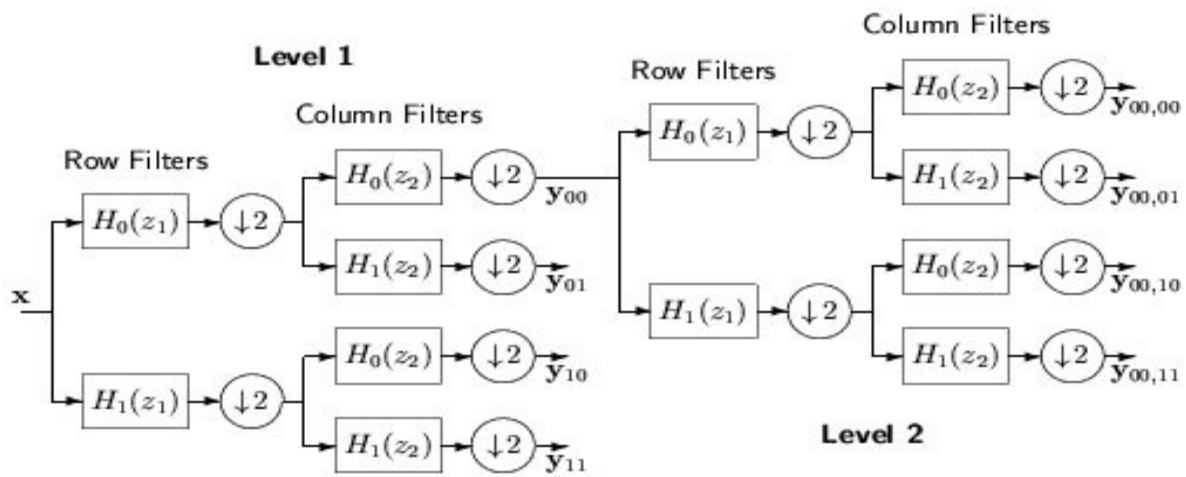 Level 1
Row Filters
Column Filters
x
H₀(z₁)
↓2
H₀(z₂)
↓2
y₀₀
H₁(z₂)
↓2
y₀₁
H₁(z₁)
↓2
H₀(z₂)
↓2
y₁₀
H₁(z₂)
↓2
y₁₁
Level 2
Row Filters
Column Filters
H₀(z₁)
↓2
H₀(z₂)
↓2
y₀₀,₀₀
H₁(z₂)
↓2
y₀₀,₀₁
H₁(z₁)
↓2
H₀(z₂)
↓2
y₀₀,₁₀
H₁(z₂)
↓2
y₀₀,₁₁